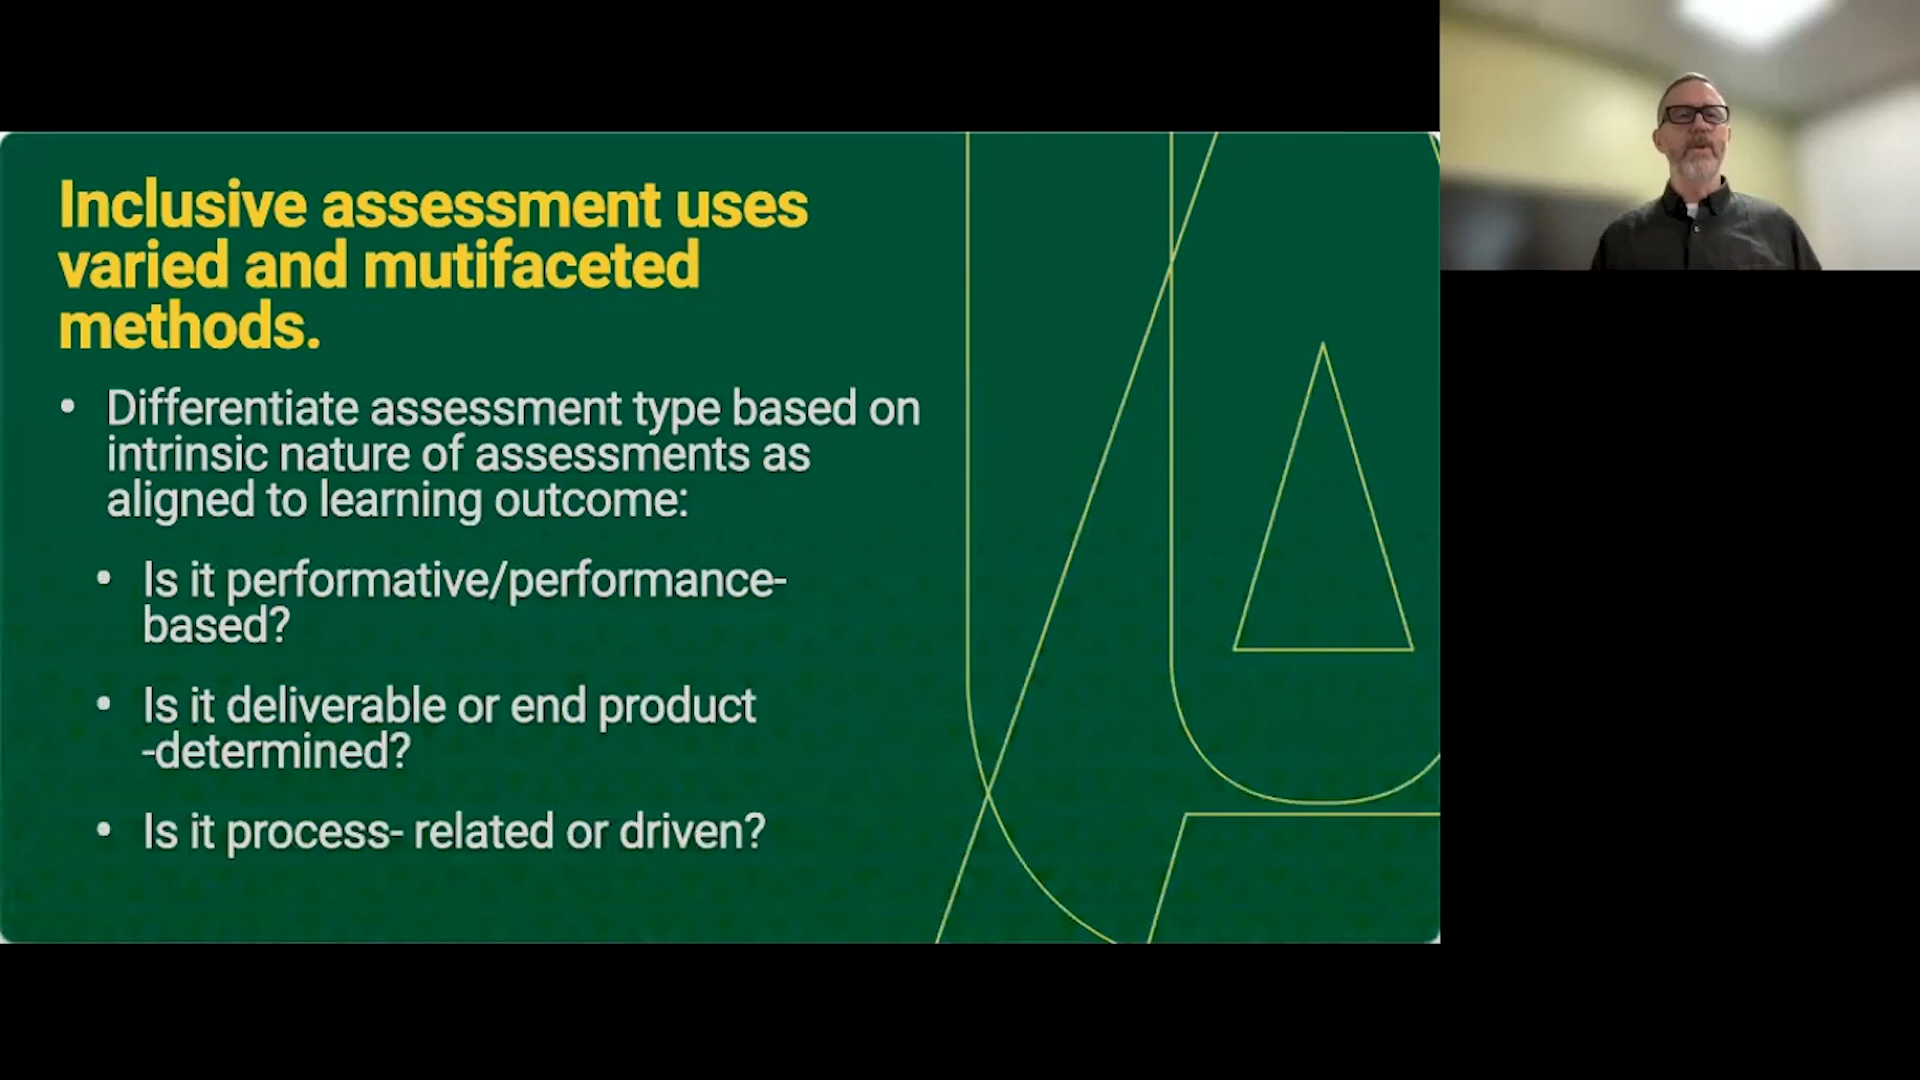 Inclusive assessment uses
varied and mutifaceted
methods.
• Differentiate assessment type based on
intrinsic nature of assessments as
aligned to learning outcome:
• Is it performative/performance-
based?
• Is it deliverable or end product
-determined?
• Is it process- related or driven?